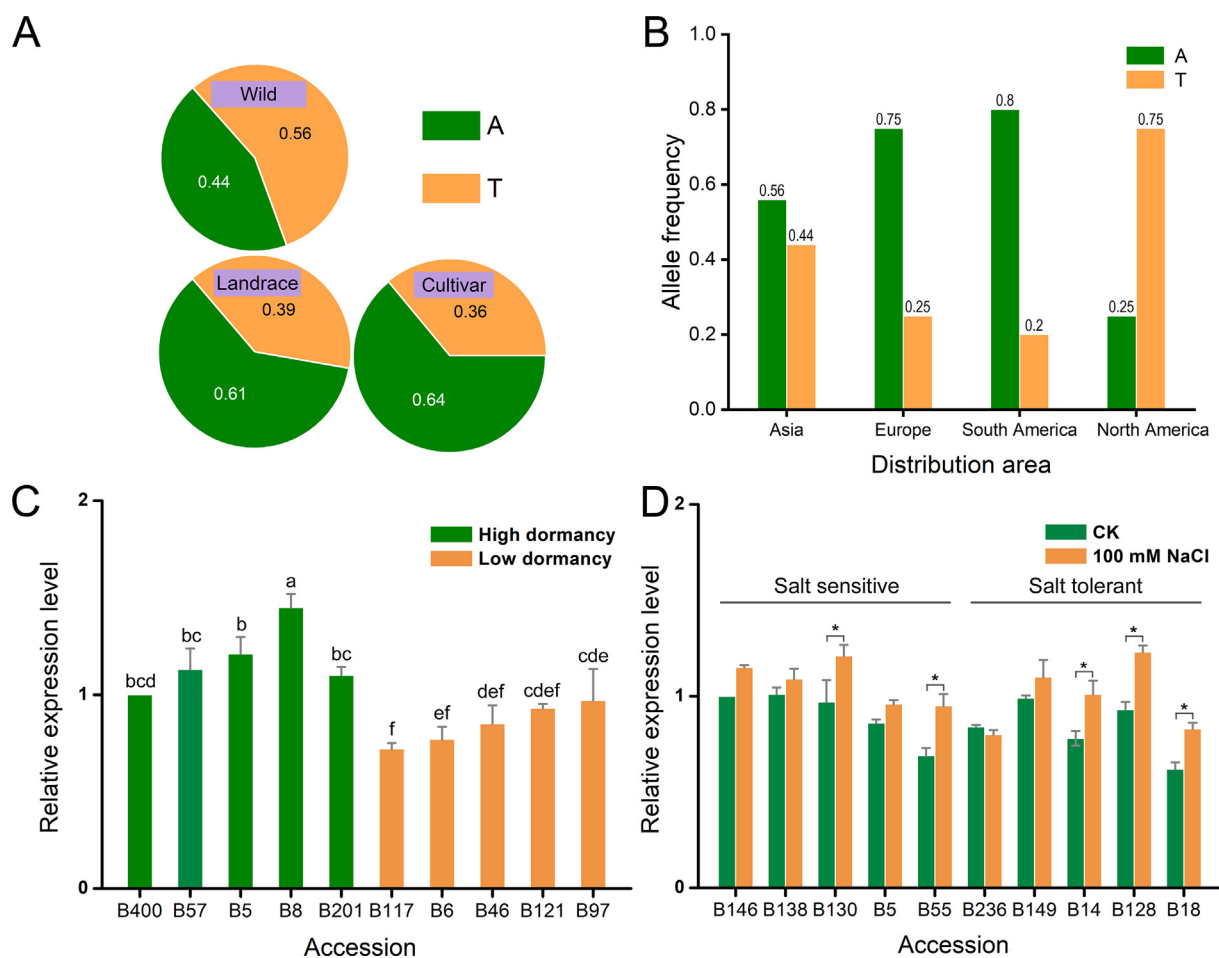 A
Wild
0.56
0.44
A
T
Landrace
0.39
0.61
Cultivar
0.36
0.64
B
Allele frequency
1.0
0.8
0.6
0.4
0.2
0.0
A
T
0.56
0.44
0.75
0.25
0.8
0.2
0.25
0.75
Asia Europe South America North America
Distribution area
C
Relative expression level
2
1
0
High dormancy
Low dormancy
bcd bc b a bc f ef def cdef cde
B400 B57 B5 B8 B201 B117 B6 B46 B121 B97
Accession
D
Relative expression level
2
1
0
CK
100 mM NaCl
Salt sensitive Salt tolerant
* * * * *
B146 B138 B130 B5 B55 B236 B149 B14 B128 B18
Accession